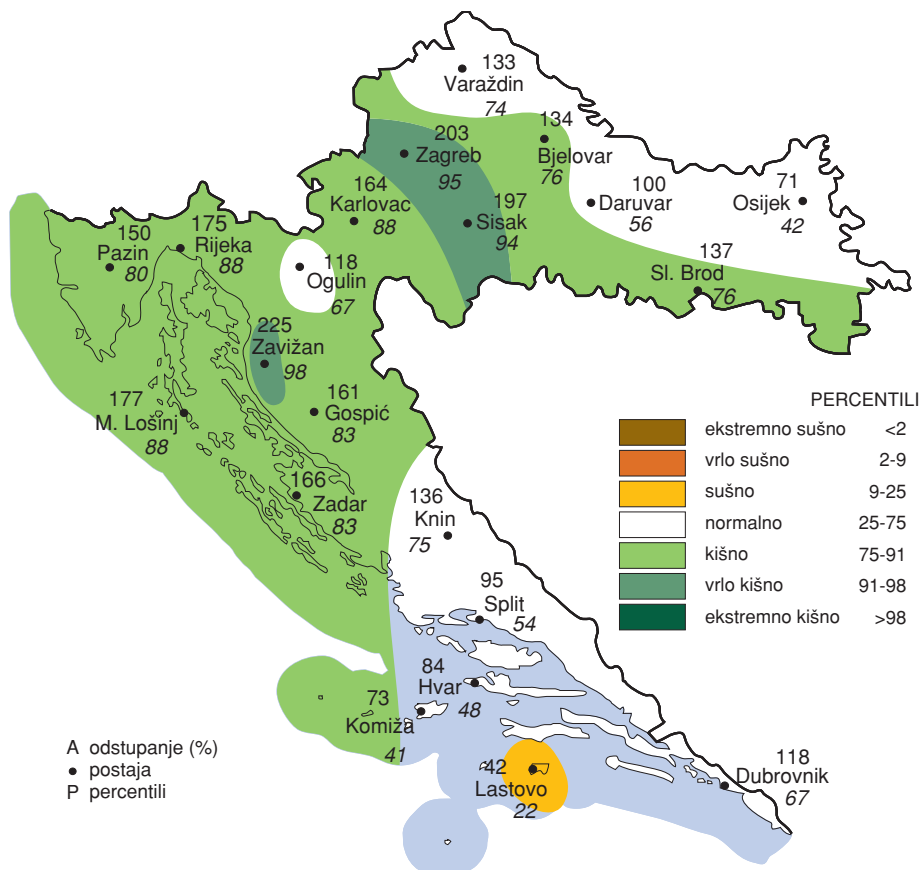 133
Varaždin
74
203
Zagreb
95
134
Bjelovar
76
164
Karlovac
88
197
Sisak
94
100
Daruvar
56
71
Osijek
42
137
Sl. Brod
76
150
Pazin
80
175
Rijeka
88
118
Ogulin
67
225
Zavižan
98
177
M. Lošinj
88
161
Gospić
83
166
Zadar
83
136
Knin
75
95
Split
54
84
Hvar
48
73
Komiža
41
42
Lastovo
22
118
Dubrovnik
67
PERCENTILI
ekstremno sušno <2
vrlo sušno 2-9
sušno 9-25
normalno 25-75
kišno 75-91
vrlo kišno 91-98
ekstremno kišno >98
A odstupanje (%)
postaja
P percentili